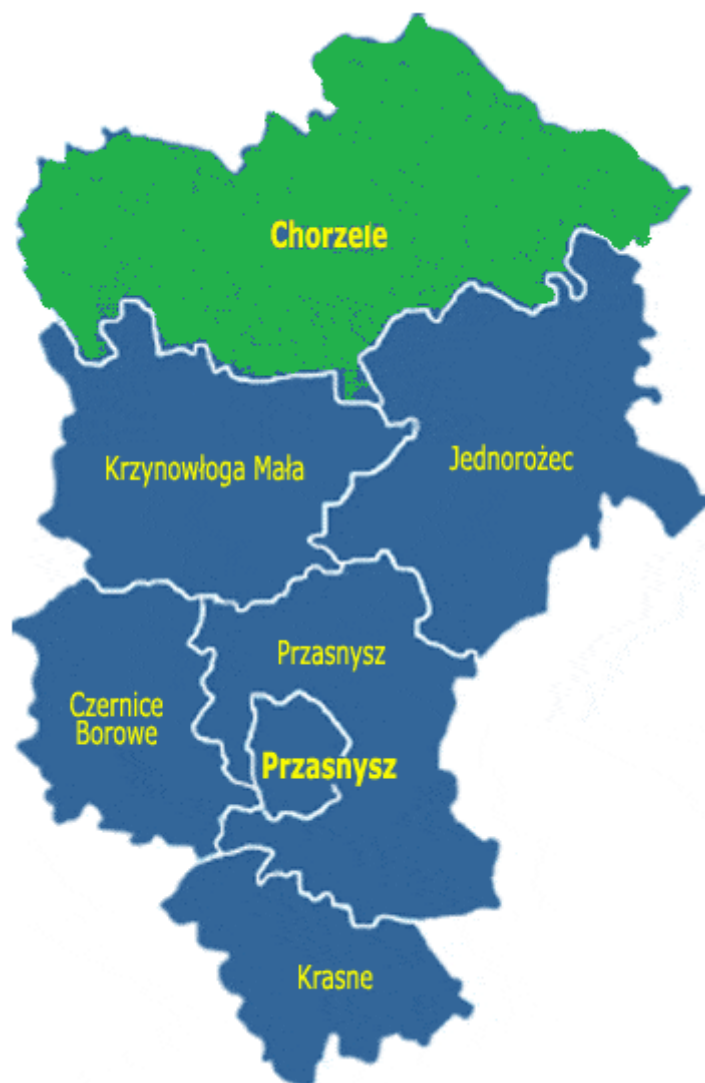 Chorzele
Krzynowłoga Mała
Jednorożec
Przasnysz
Czernice
Borowe
Przasnysz
Krasne